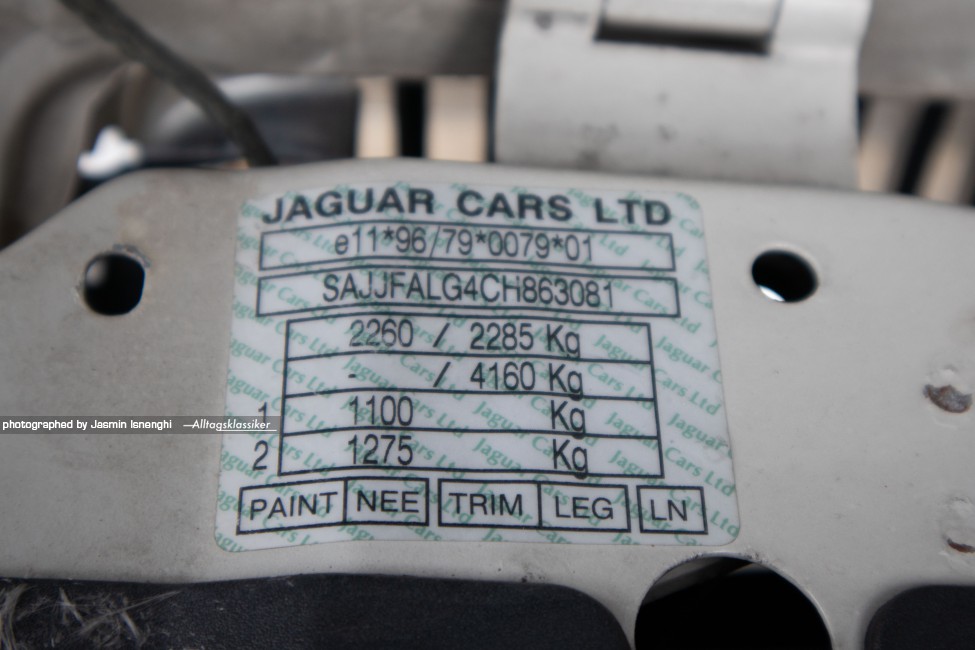 JAGUAR CARS LTD
e11*96/79*0079*01
SAJJFALG4CH863081
2260 / 2285 Kg
- / 4160 Kg
1 1100 Kg
2 1275 Kg
PAINT NEE TRIM LEG LN
photographed by Jasmin Isnenghi —Alltagsklassiker_